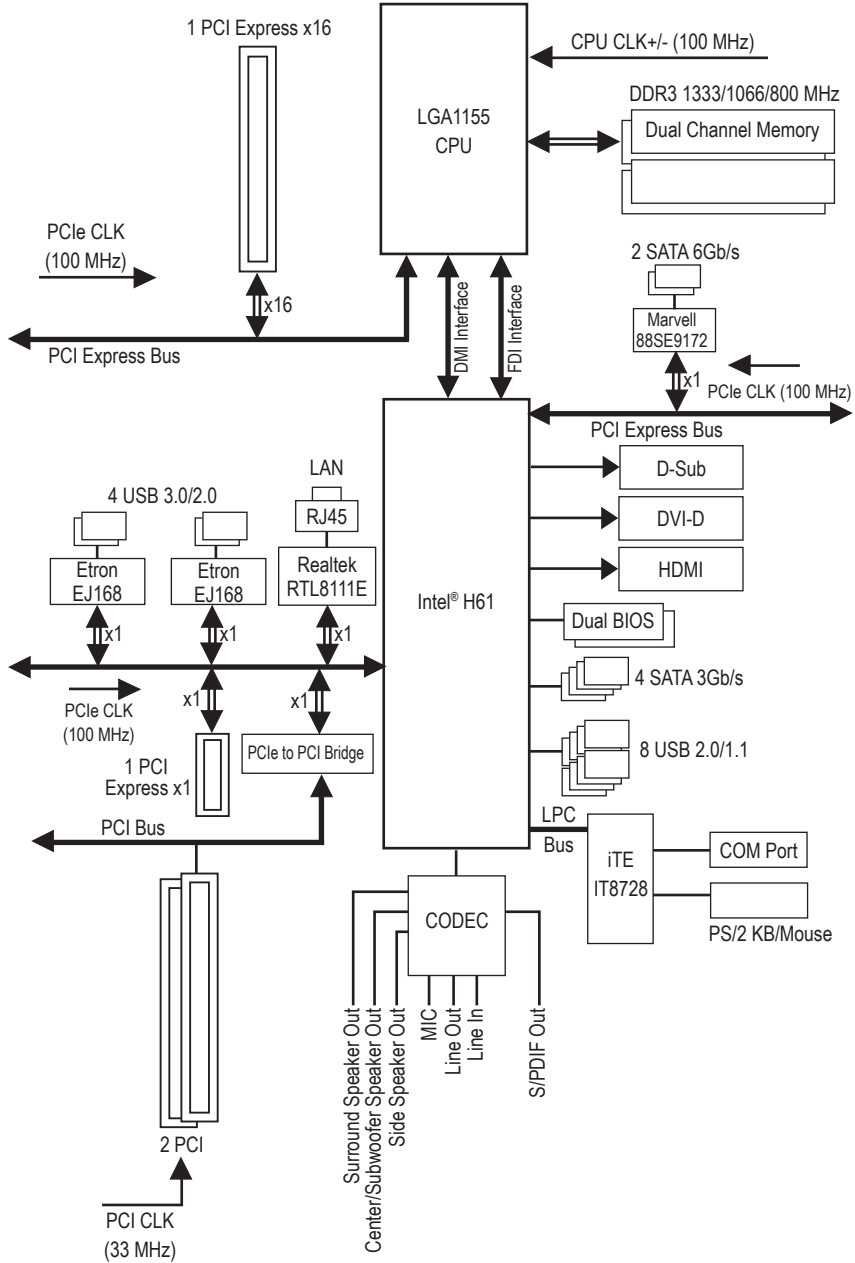 1 PCI Express x16
CPU CLK+/- (100 MHz)
LGA1155
CPU
DDR3 1333/1066/800 MHz
Dual Channel Memory
PCIe CLK
(100 MHz)
x16
PCI Express Bus
DMI Interface
FDI Interface
2 SATA 6Gb/s
Marvell
88SE9172
x1
PCIe CLK (100 MHz)
PCI Express Bus
D-Sub
DVI-D
HDMI
Dual BIOS
4 SATA 3Gb/s
8 USB 2.0/1.1
Intel® H61
4 USB 3.0/2.0
LAN
RJ45
Etron
EJ168
Etron
EJ168
Realtek
RTL8111E
x1
x1
x1
PCIe CLK
(100 MHz)
x1
x1
1 PCI
Express x1
PCIe to PCI Bridge
PCI Bus
LPC
Bus
iTE
IT8728
COM Port
PS/2 KB/Mouse
CODEC
Surround Speaker Out
Center/Subwoofer Speaker Out
Side Speaker Out
MIC
Line Out
Line In
S/PDIF Out
2 PCI
PCI CLK
(33 MHz)